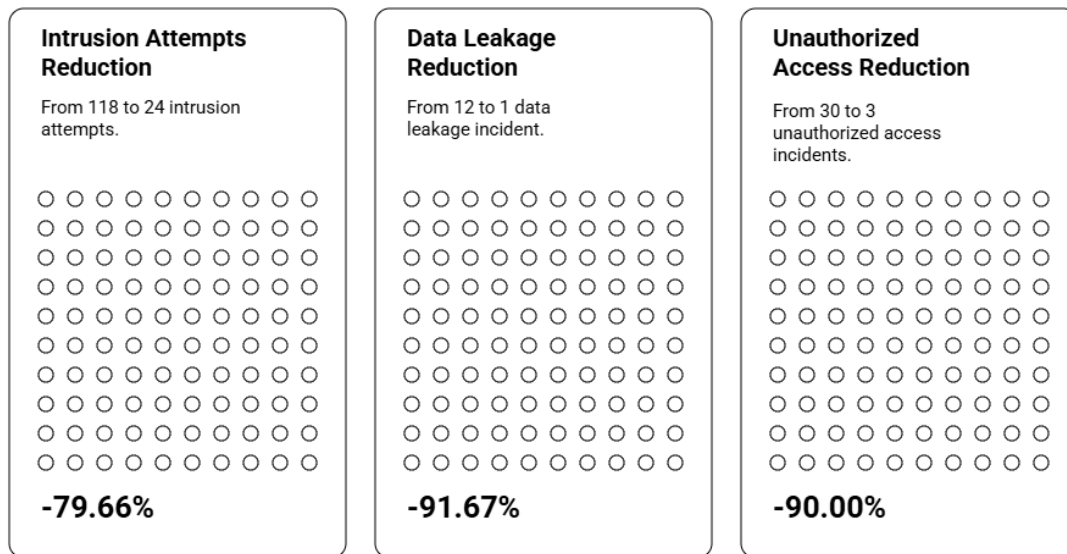 Intrusion Attempts
Reduction
From 118 to 24 intrusion
attempts.
-79.66%
Data Leakage
Reduction
From 12 to 1 data
leakage incident.
-91.67%
Unauthorized
Access Reduction
From 30 to 3
unauthorized access
incidents.
-90.00%